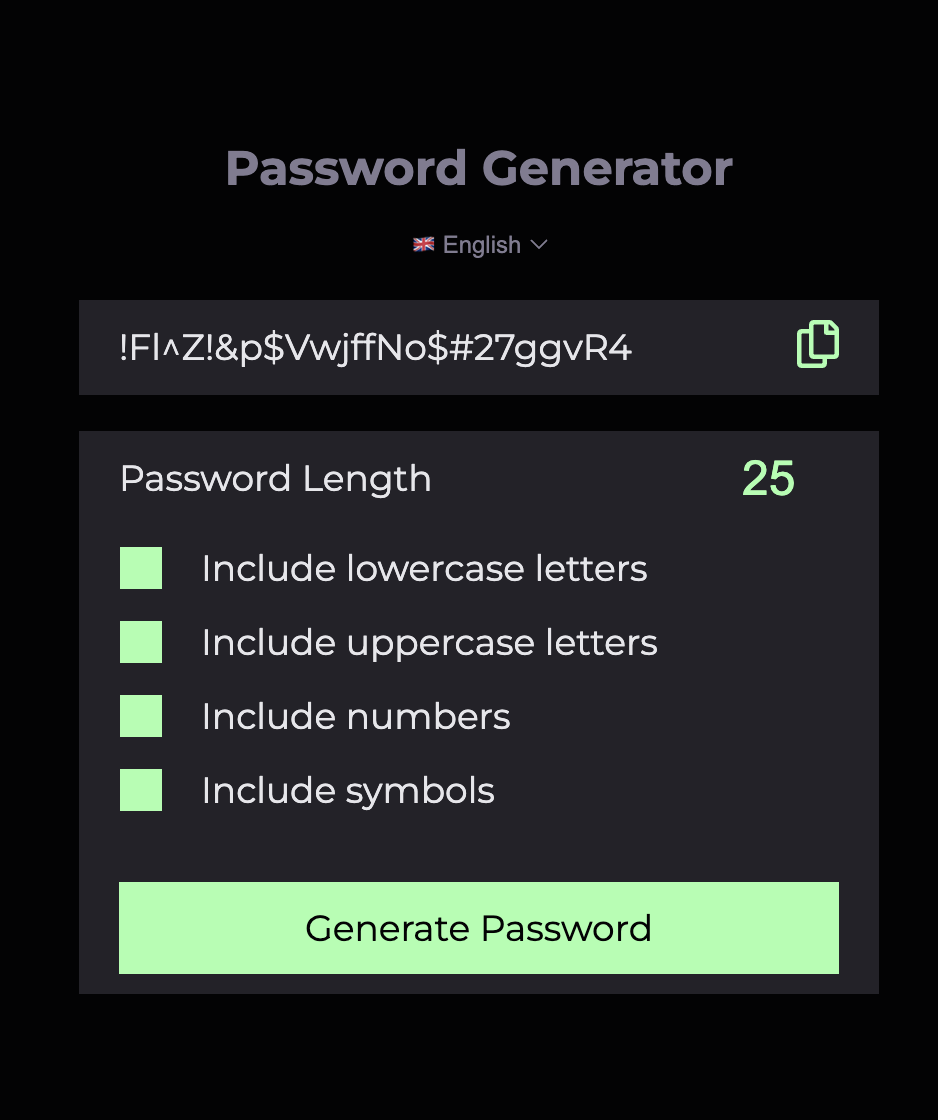 Password Generator
🇬🇧 English
!Fl^Z!&p$VwjffNo$#27ggvR4
Password Length 25
Include lowercase letters
Include uppercase letters
Include numbers
Include symbols
Generate Password